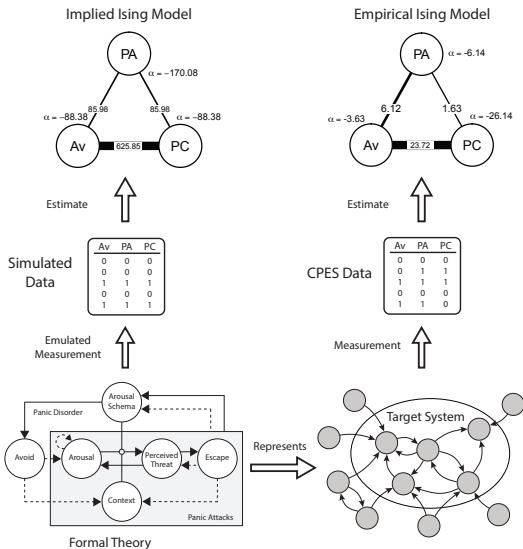 Implied Ising Model
Empirical Ising Model
PA
α = −170.08
α = −88.38
85.98
85.98
α = −88.38
Av
625.85
PC
PA
α = -6.14
α = -3.63
6.12
1.63
α = -26.14
Av
23.72
PC
Estimate
Estimate
Simulated
Data
Av PA PC
0 0 0
0 0 0
1 1 1
0 0 0
1 1 1
CPES Data
Av PA PC
0 0 0
0 1 1
1 1 1
0 0 0
1 1 0
Emulated
Measurement
Measurement
Arousal
Schema
Panic Disorder
Avoid
Arousal
Perceived
Threat
Escape
Context
Panic Attacks
Formal Theory
Represents
Target System